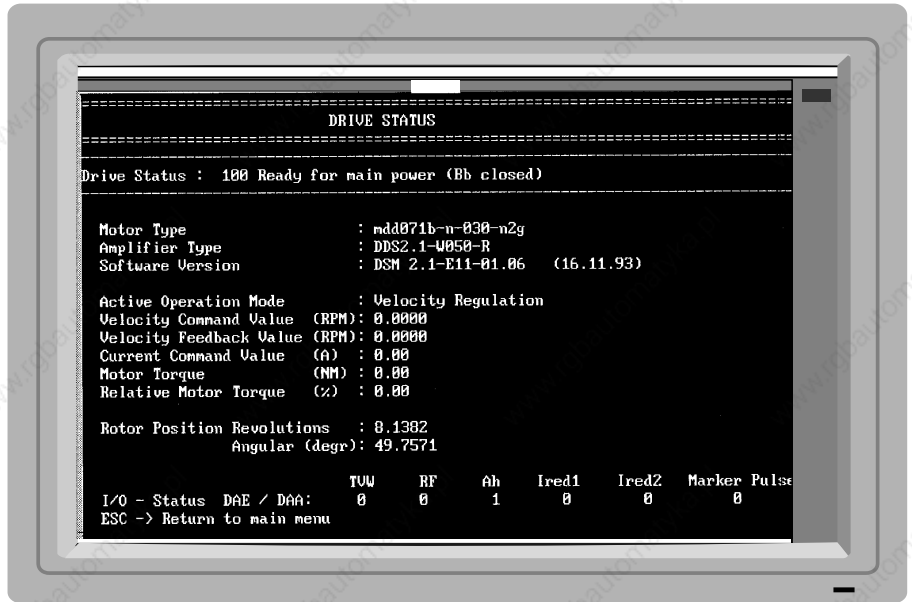 DRIVE STATUS
Drive Status : 100 Ready for main power (Bb closed)
Motor Type : mdd071b-n-030-n2g
Amplifier Type : DDS2.1-W050-R
Software Version : DSM 2.1-E11-01.06 (16.11.93)
Active Operation Mode : Velocity Regulation
Velocity Command Value (RPM): 0.0000
Velocity Feedback Value (RPM): 0.0000
Current Command Value (A) : 0.00
Motor Torque (NM) : 0.00
Relative Motor Torque (%) : 0.00
Rotor Position Revolutions : 8.1382
Angular (degr): 49.7571
TVW RF Ah Ired1 Ired2 Marker Pulse
I/O - Status DAE / DAA: 0 0 1 0 0 0
ESC -> Return to main menu
www.rgbautomatyka.pl